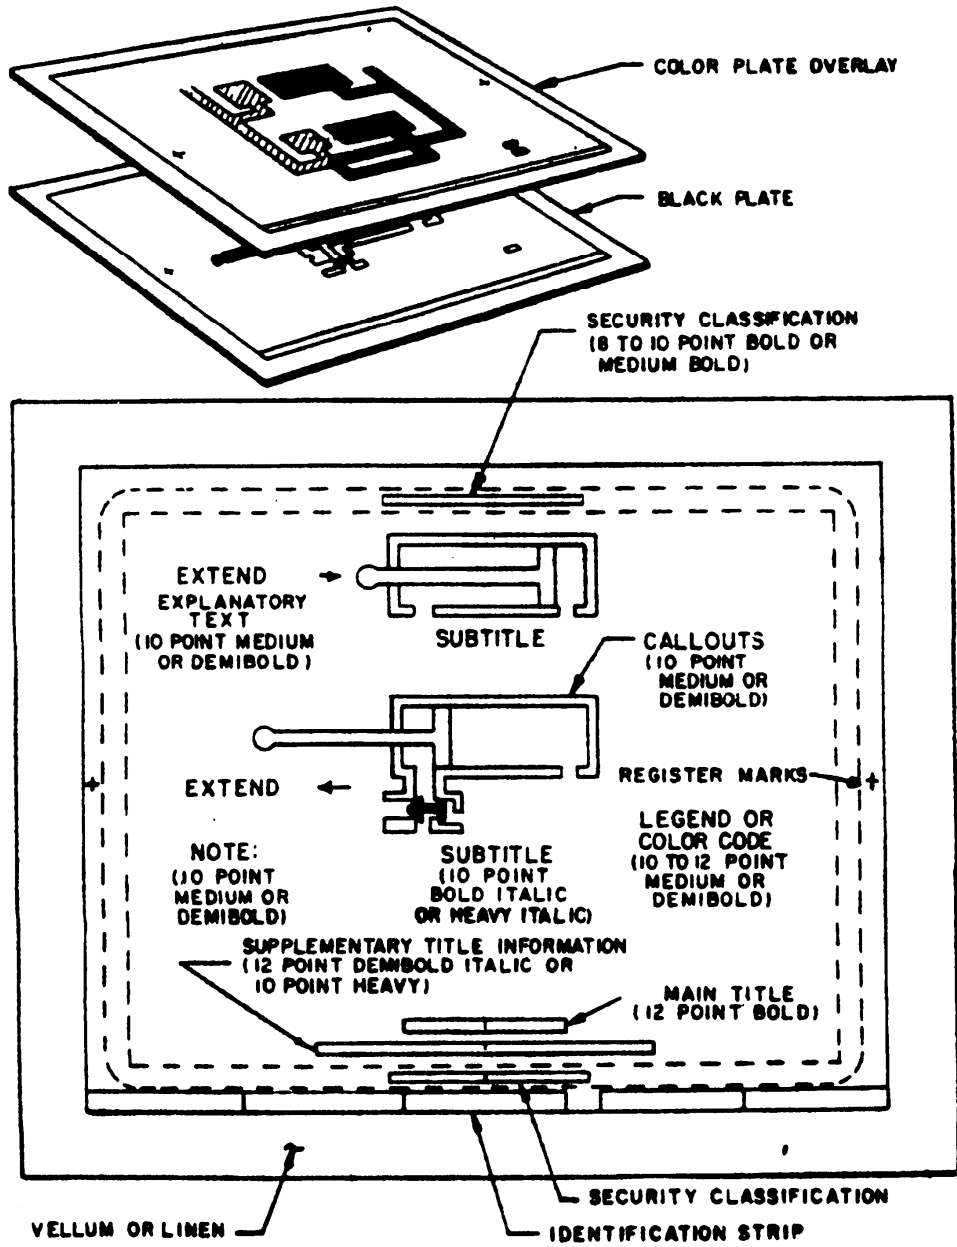 COLOR PLATE OVERLAY
BLACK PLATE
SECURITY CLASSIFICATION
(8 TO 10 POINT BOLD OR
MEDIUM BOLD)
EXTEND
EXPLANATORY
TEXT
(10 POINT MEDIUM
OR DEMIBOLD)
SUBTITLE
CALLOUTS
(10 POINT
MEDIUM OR
DEMIBOLD)
EXTEND
REGISTER MARKS
NOTE:
(10 POINT
MEDIUM OR
DEMIBOLD)
SUBTITLE
(10 POINT
BOLD ITALIC
OR HEAVY ITALIC)
LEGEND OR
COLOR CODE
(10 TO 12 POINT
MEDIUM OR
DEMIBOLD)
SUPPLEMENTARY TITLE INFORMATION
(12 POINT DEMIBOLD ITALIC OR
10 POINT HEAVY)
MAIN TITLE
(12 POINT BOLD)
SECURITY CLASSIFICATION
VELLUM OR LINEN
IDENTIFICATION STRIP